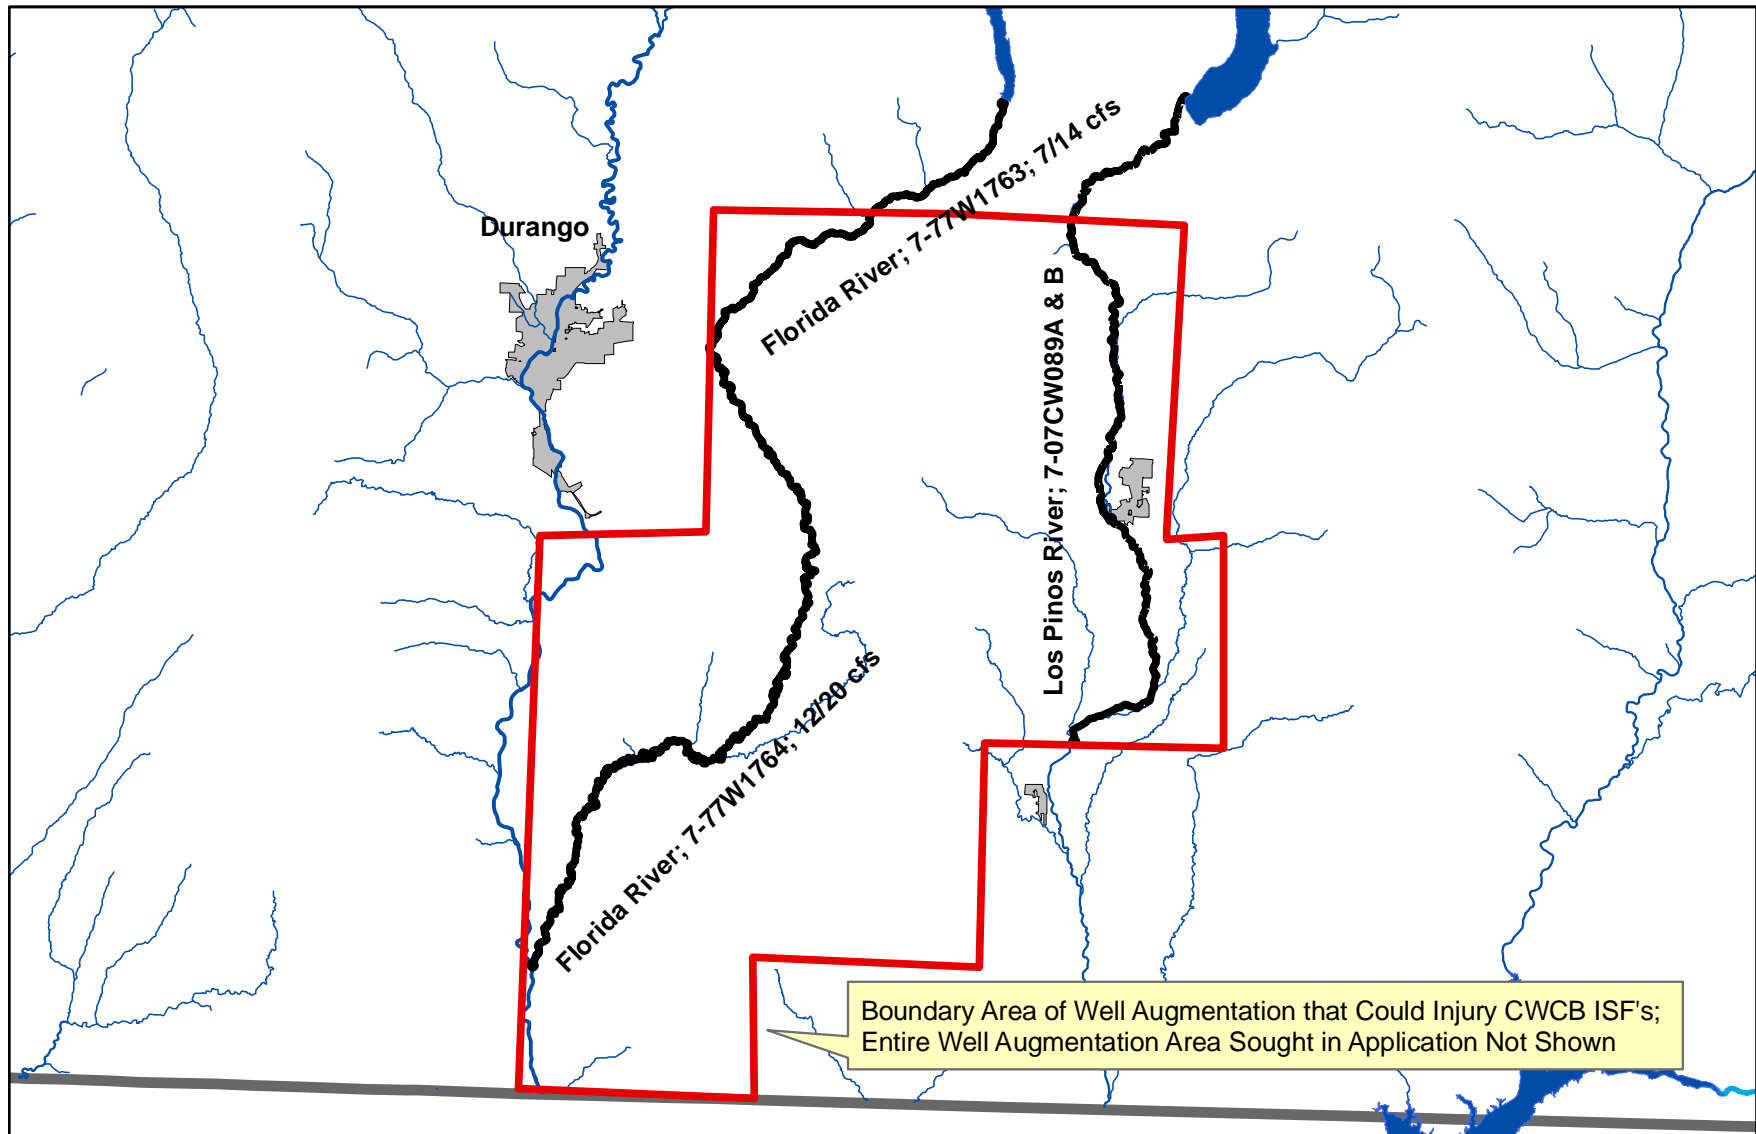 Durango
Florida River; 7-77W1763; 7/14 cfs
Los Pinos River; 7-07CW089A & B
Florida River; 7-77W1764; 12/20 cfs
Boundary Area of Well Augmentation that Could Injury CWCB ISF's;
Entire Well Augmentation Area Sought in Application Not Shown